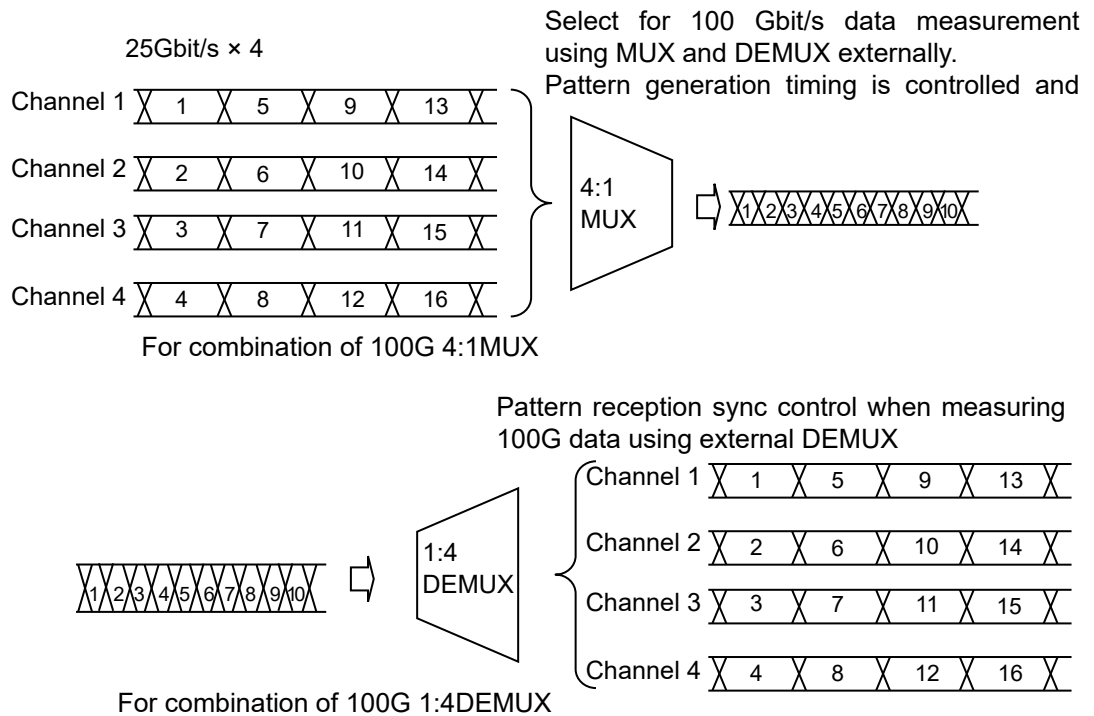 Select for 100 Gbit/s data measurement
using MUX and DEMUX externally.
Pattern generation timing is controlled and
25Gbit/s × 4
Channel 1 1 5 9 13
Channel 2 2 6 10 14
Channel 3 3 7 11 15
Channel 4 4 8 12 16
4:1
MUX
1 2 3 4 5 6 7 8 9 10
For combination of 100G 4:1MUX
Pattern reception sync control when measuring
100G data using external DEMUX
1 2 3 4 5 6 7 8 9 10
1:4
DEMUX
Channel 1 1 5 9 13
Channel 2 2 6 10 14
Channel 3 3 7 11 15
Channel 4 4 8 12 16
For combination of 100G 1:4DEMUX